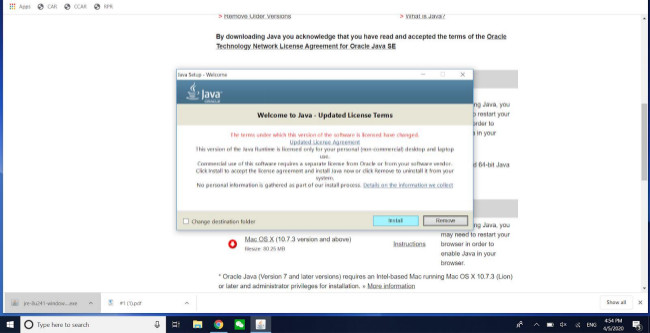 Apps CAR CCAR RPR
> Remove Older Versions > What is Java?
By downloading Java you acknowledge that you have read and accepted the terms of the Oracle
Technology Network License Agreement for Oracle Java SE
Java Setup - Welcome
Java
ORACLE
Welcome to Java - Updated License Terms
The terms under which this version of the software is licensed have changed.
Updated License Agreement
This version of the Java Runtime is licensed only for your personal (non-commercial) desktop and laptop
use.
Commercial use of this software requires a separate license from Oracle or from your software vendor.
Click Install to accept the license agreement and install Java now or click Remove to uninstall it from your
system.
No personal information is gathered as part of our install process. Details on the information we collect
Change destination folder Install Remove
ng Java, you
restart your
rder to
a in your
64-bit Java
ng Java, you
may need to restart your
browser in order to
enable Java in your
browser.
Mac OS X (10.7.3 version and above)
filesize: 80.25 MB
Instructions
* Oracle Java (Version 7 and later versions) requires an Intel-based Mac running Mac OS X 10.7.3 (Lion)
or later and administrator privileges for installation. » More information
jre-8u241-window....exe
Show all
Type here to search
ENG
4:54 PM
4/5/2020